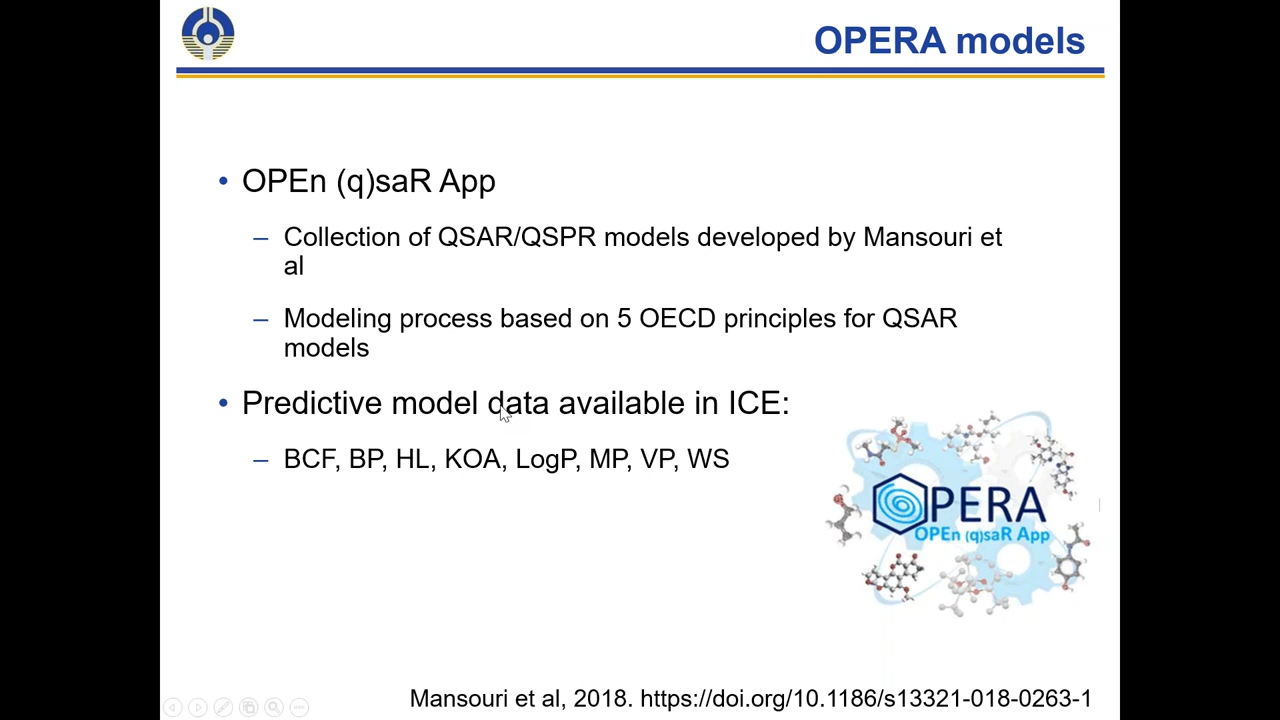 OPERA models
• OPEn (q)saR App
– Collection of QSAR/QSPR models developed by Mansouri et
al
– Modeling process based on 5 OECD principles for QSAR
models
• Predictive model data available in ICE:
– BCF, BP, HL, KOA, LogP, MP, VP, WS
OPERA
OPEn (q)saR App
Mansouri et al, 2018. https://doi.org/10.1186/s13321-018-0263-1